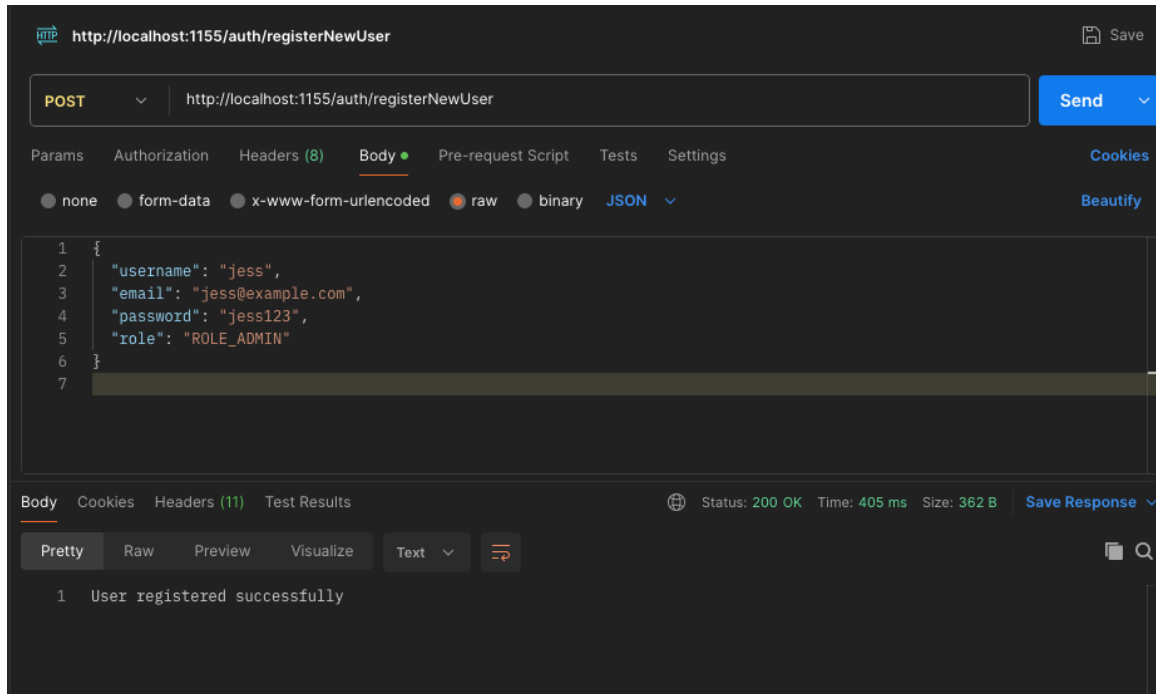 HTTP http://localhost:1155/auth/registerNewUser Save
POST http://localhost:1155/auth/registerNewUser Send
Params Authorization Headers (8) Body Pre-request Script Tests Settings Cookies
none form-data x-www-form-urlencoded raw binary JSON Beautify
1 {
2 "username": "jess",
3 "email": "jess@example.com",
4 "password": "jess123",
5 "role": "ROLE_ADMIN"
6 }
7
Body Cookies Headers (11) Test Results Status: 200 OK Time: 405 ms Size: 362 B Save Response
Pretty Raw Preview Visualize Text
1 User registered successfully